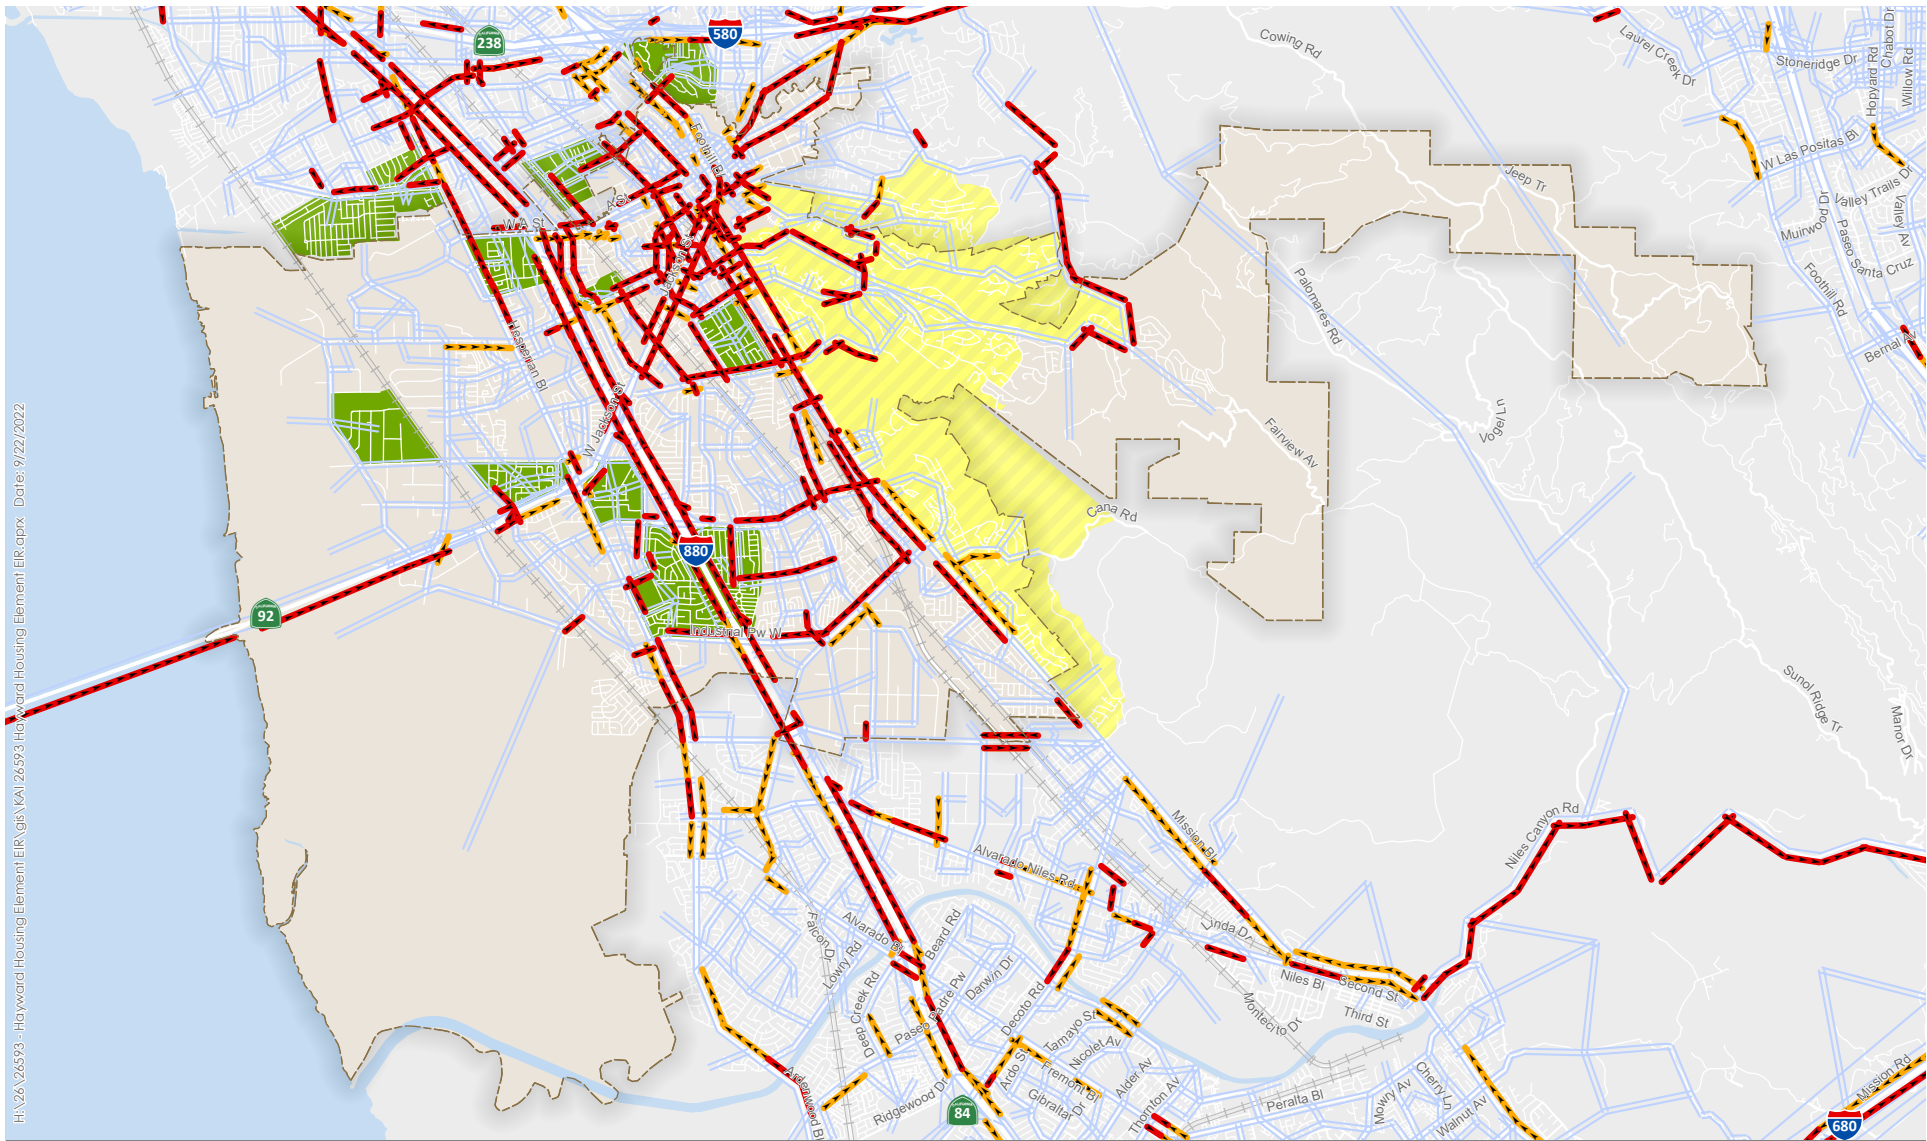 580
CALIFORNIA
238
Cowing Rd
Laurel Creek Dr
Stoneridge Dr
Hopyard Rd
Chabot Dr
Willow Rd
W Las Positas Bl
Valley Trails Dr
Muirwood Dr
Valley Av
Paseo Santa Cruz
Foothill Rd
Bernal Av
Foothill Bl
Jeep Tr
A St
W A St
Jackson St
Palomares Rd
Hesperian Bl
W Jackson St
Vogel Ln
Fairview Av
Cana Rd
880
CALIFORNIA
92
Industrial Pw W
Sunol Ridge Tr
Manor Dr
Niles Canyon Rd
Mission Bl
Alvarado Niles Rd
Linda Dr
Falcon Dr
Alvarado Bl
Lowry Rd
Beard Rd
Deep Creek Rd
Paseo Padre Pw
Darwin Dr
Decoto Rd
Niles Bl
Second St
Third St
Montecito Dr
Tamayo St
Nicolet Av
Ardo St
Fremont Bl
Alder Av
Gibraltar Dr
Thornton Av
Ridgewood Dr
Ardenwood Bl
CALIFORNIA
84
Peralta Bl
Mowry Av
Cherry Ln
Walnut Av
Mission Rd
680
H:\26\26593 - Hayward Housing Element EIR\gis\KAI 26593 Hayward Housing Element EIR.aprx Date: 9/22/2022